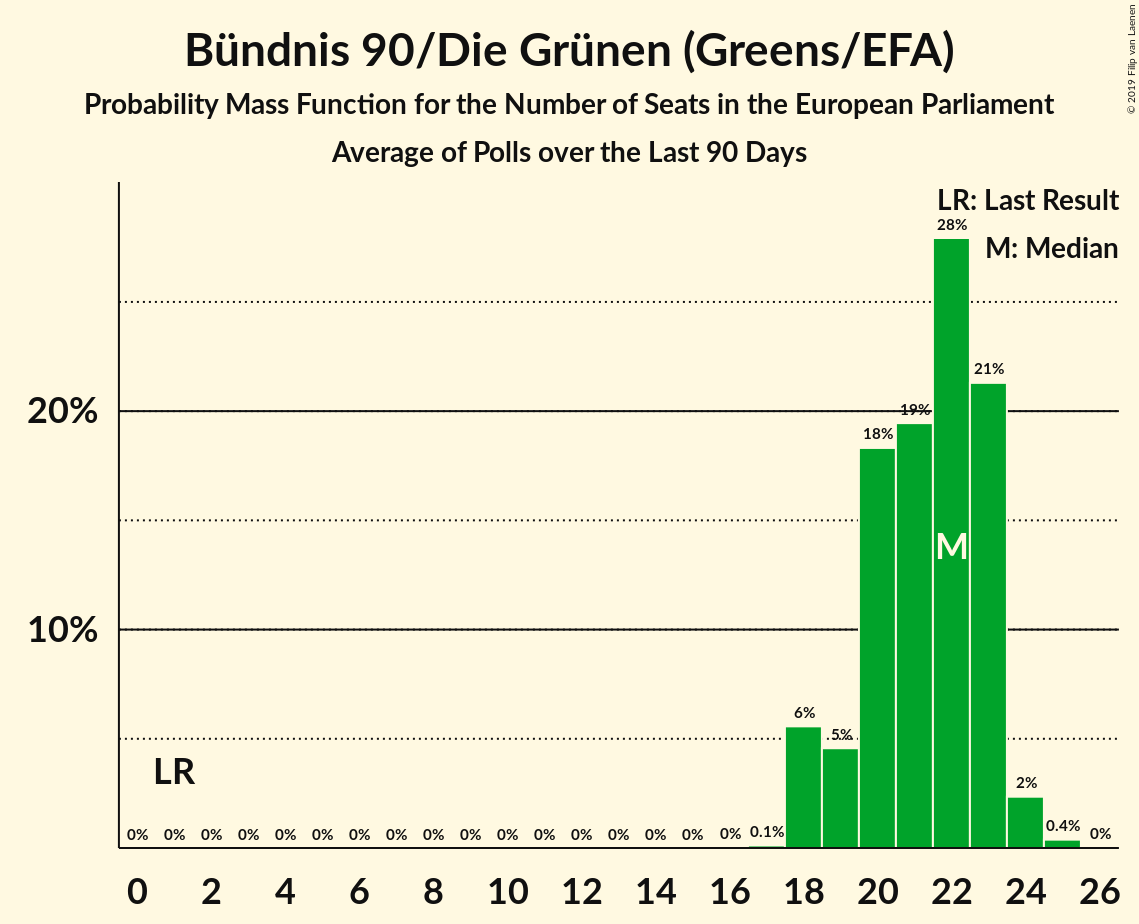 Bündnis 90/Die Grünen (Greens/EFA)
Probability Mass Function for the Number of Seats in the European Parliament
Average of Polls over the Last 90 Days
© 2019 Filip van Laenen
LR: Last Result
M: Median
28%
21%
20%
19%
18%
M
10%
6%
5%
LR
2%
0% 0% 0% 0% 0% 0% 0% 0% 0% 0% 0% 0% 0% 0% 0% 0% 0% 0.1% 0.4% 0%
0 2 4 6 8 10 12 14 16 18 20 22 24 26